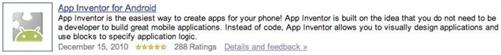 App Inventor for Android
App Inventor is the easiest way to create apps for your phone! App Inventor is built on the idea that you do not need to
be a developer to build great mobile applications. Instead of code, App Inventor allows you to visually design applications and
use blocks to specify application logic.
December 15, 2010 288 Ratings Details and feedback »